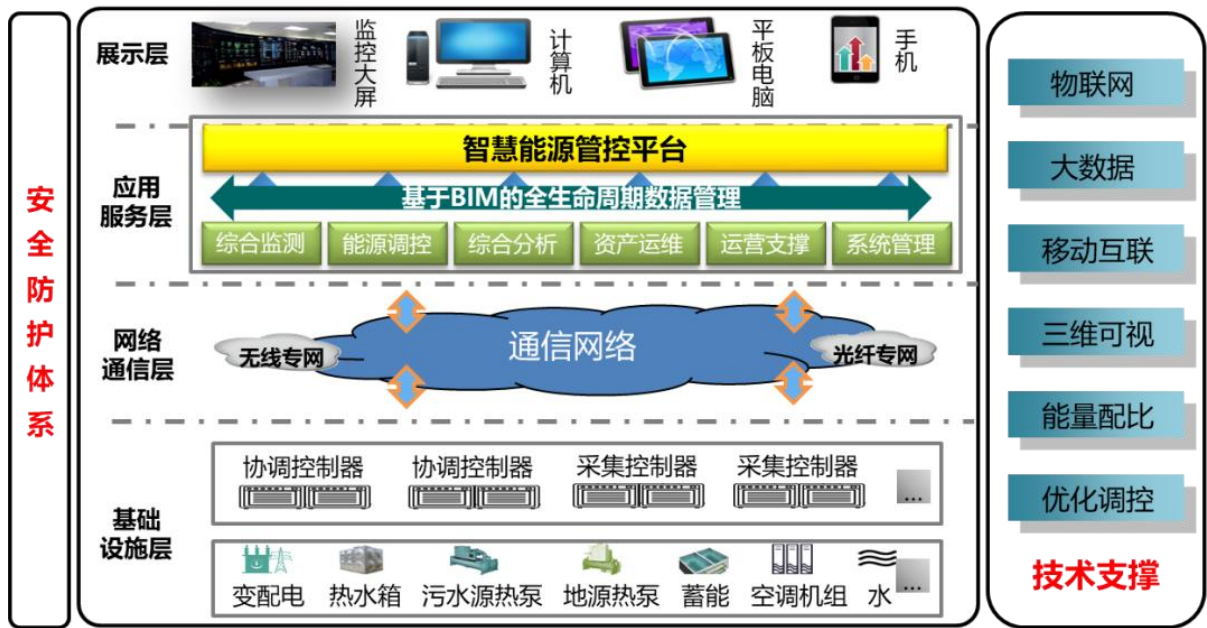 安全防护体系
展示层
监控大屏
计算机
平板电脑
手机
应用
服务层
智慧能源管控平台
基于BIM的全生命周期数据管理
综合监测
能源调控
综合分析
资产运维
运营支撑
系统管理
网络
通信层
无线专网
通信网络
光纤专网
基础
设施层
协调控制器
协调控制器
采集控制器
采集控制器
...
变配电
热水箱
污水源热泵
地源热泵
蓄能
空调机组
水
...
物联网
大数据
移动互联
三维可视
能量配比
优化调控
技术支撑